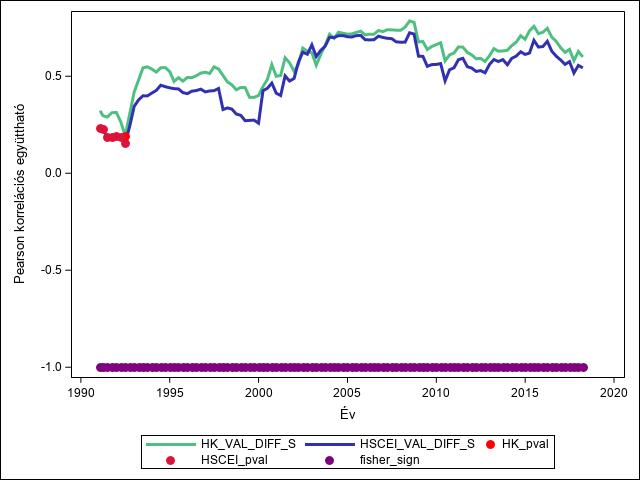 Pearson korrelációs együttható
0.5
0.0
-0.5
-1.0
1990 1995 2000 2005 2010 2015 2020
Év
HK_VAL_DIFF_S HSCEI_VAL_DIFF_S HK_pval
HSCEI_pval fisher_sign